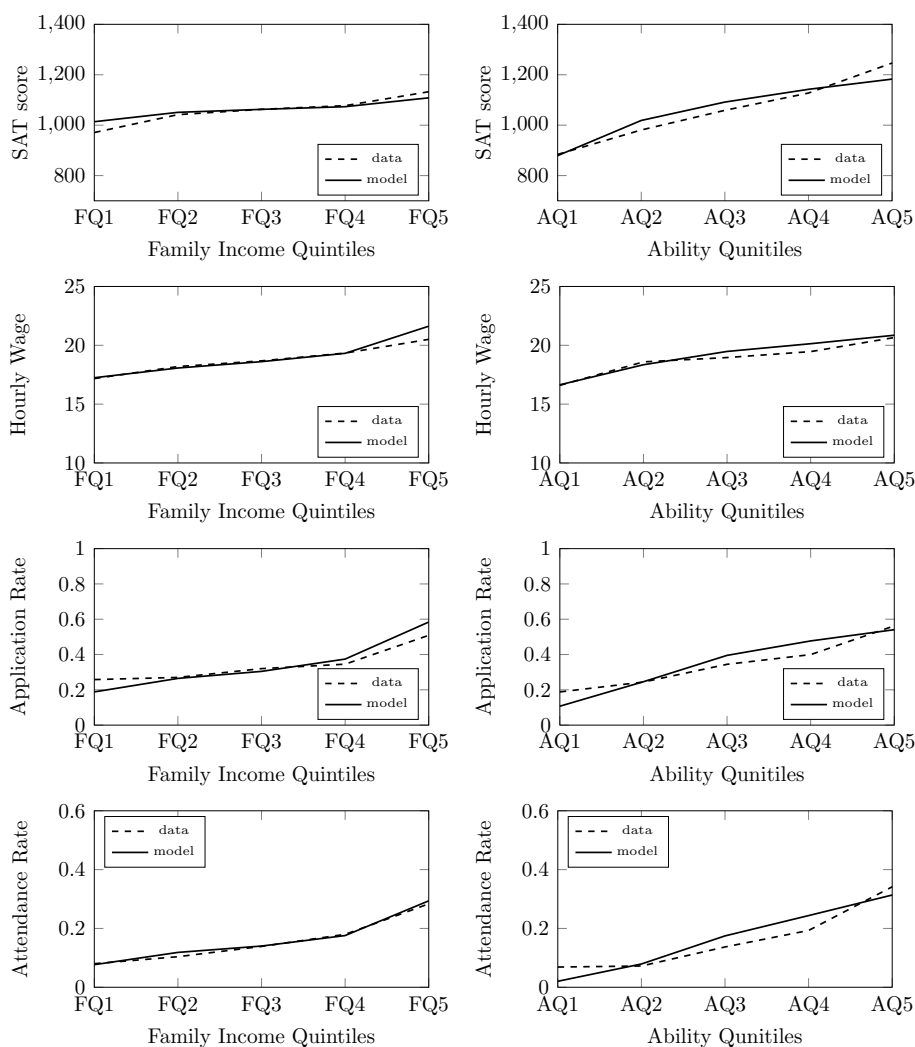 SAT score
1,400
1,200
1,000
800
data
model
FQ1 FQ2 FQ3 FQ4 FQ5
Family Income Quintiles
SAT score
1,400
1,200
1,000
800
data
model
AQ1 AQ2 AQ3 AQ4 AQ5
Ability Qunitiles
Hourly Wage
25
20
15
10
data
model
FQ1 FQ2 FQ3 FQ4 FQ5
Family Income Quintiles
Hourly Wage
25
20
15
10
data
model
AQ1 AQ2 AQ3 AQ4 AQ5
Ability Qunitiles
Application Rate
1
0.8
0.6
0.4
0.2
0
data
model
FQ1 FQ2 FQ3 FQ4 FQ5
Family Income Quintiles
Application Rate
1
0.8
0.6
0.4
0.2
0
data
model
AQ1 AQ2 AQ3 AQ4 AQ5
Ability Qunitiles
Attendance Rate
0.6
0.4
0.2
0
data
model
FQ1 FQ2 FQ3 FQ4 FQ5
Family Income Quintiles
Attendance Rate
0.6
0.4
0.2
0
data
model
AQ1 AQ2 AQ3 AQ4 AQ5
Ability Qunitiles